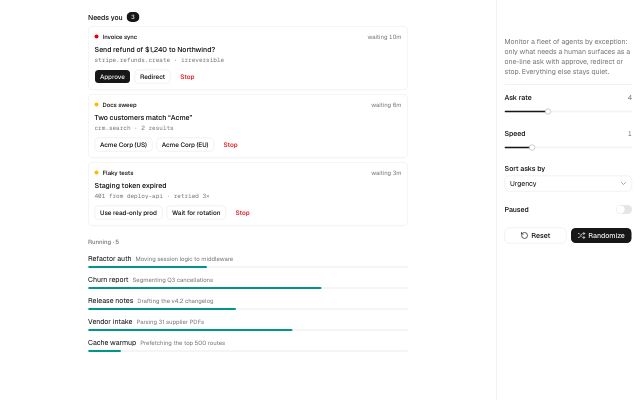 Needs you 3
Invoice sync waiting 10m
Send refund of $1,240 to Northwind?
stripe.refunds.create · irreversible
Approve Redirect Stop
Docs sweep waiting 6m
Two customers match “Acme”
crm.search · 2 results
Acme Corp (US) Acme Corp (EU) Stop
Flaky tests waiting 3m
Staging token expired
401 from deploy-api · retried 3×
Use read-only prod Wait for rotation Stop
Running · 5
Refactor auth Moving session logic to middleware
Churn report Segmenting Q3 cancellations
Release notes Drafting the v4.2 changelog
Vendor intake Parsing 31 supplier PDFs
Cache warmup Prefetching the top 500 routes
Monitor a fleet of agents by exception:
only what needs a human surfaces as a
one-line ask with approve, redirect or
stop. Everything else stays quiet.
Ask rate 4
Speed 1
Sort asks by
Urgency
Paused
Reset Randomize